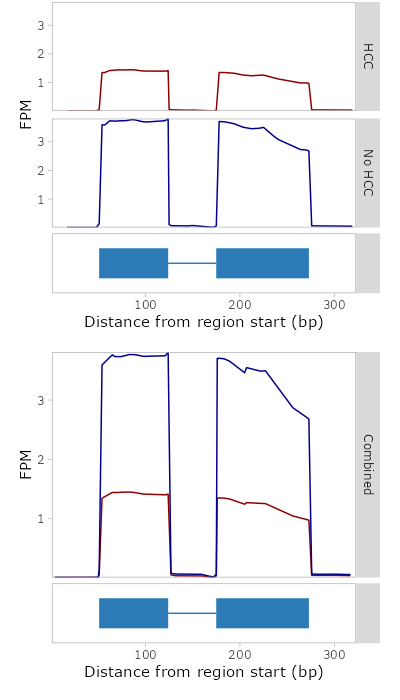 3
2
1
HCC
FPM
3
2
1
No HCC
100 200 300
Distance from region start (bp)
3
2
1
FPM
Combined
100 200 300
Distance from region start (bp)